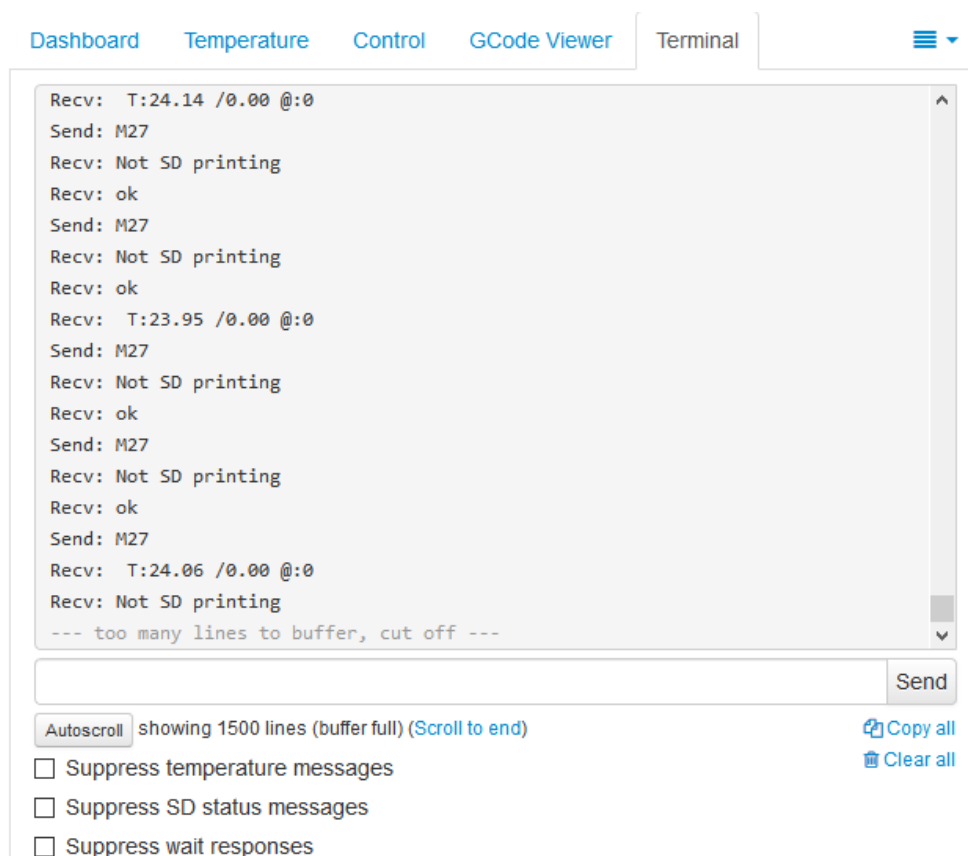 Dashboard Temperature Control GCode Viewer Terminal
Recv:  T:24.14 /0.00 @:0
Send: M27
Recv: Not SD printing
Recv: ok
Send: M27
Recv: Not SD printing
Recv: ok
Recv:  T:23.95 /0.00 @:0
Send: M27
Recv: Not SD printing
Recv: ok
Send: M27
Recv: Not SD printing
Recv: ok
Send: M27
Recv:  T:24.06 /0.00 @:0
Recv: Not SD printing
--- too many lines to buffer, cut off ---
Send
Autoscroll showing 1500 lines (buffer full) (Scroll to end) Copy all
Clear all
Suppress temperature messages
Suppress SD status messages
Suppress wait responses